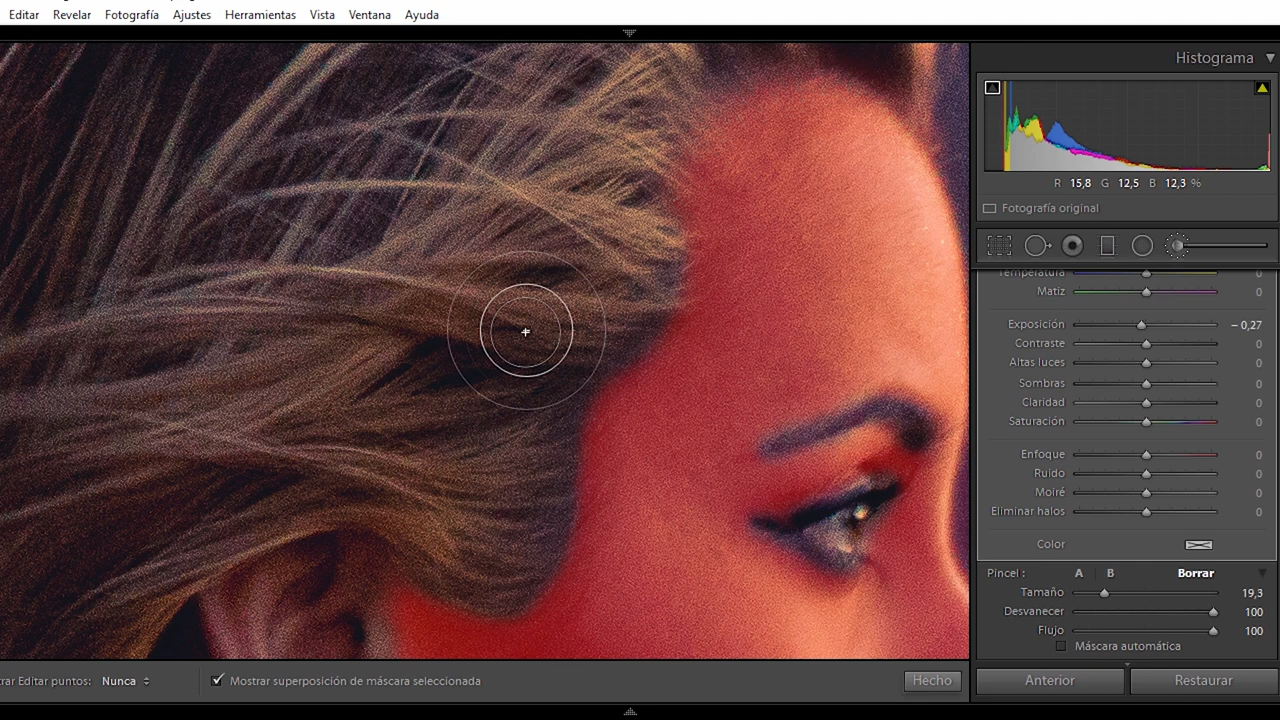 Editar Revelar Fotografía Ajustes Herramientas Vista Ventana Ayuda
Histograma
R 15,8 G 12,5 B 12,3 %
Fotografía original
Temperatura 0
Matiz 0
Exposición − 0,27
Contraste 0
Altas luces 0
Sombras 0
Claridad 0
Saturación 0
Enfoque 0
Ruido 0
Moiré 0
Eliminar halos 0
Color
Pincel : A B Borrar
Tamaño 19,3
Desvanecer 100
Flujo 100
Máscara automática
rar Editar puntos: Nunca Mostrar superposición de máscara seleccionada Hecho
Anterior Restaurar